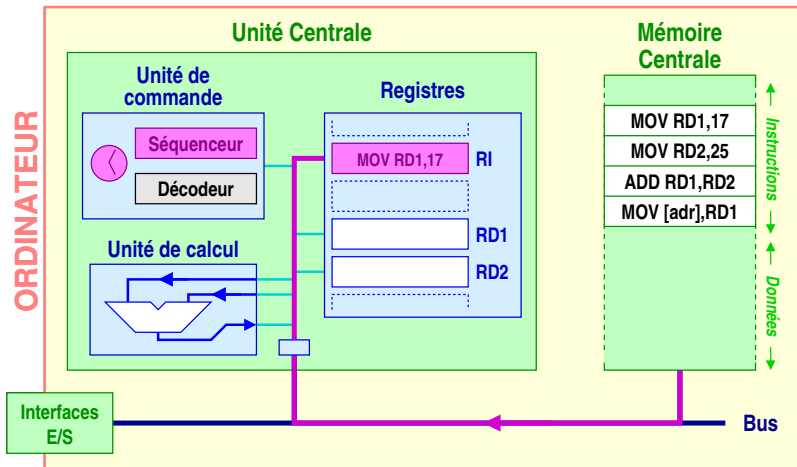 ORDINATEUR
Unité Centrale
Unité de
commande
Séquenceur
Décodeur
Unité de calcul
Registres
MOV RD1,17
RI
RD1
RD2
Mémoire
Centrale
MOV RD1,17
MOV RD2,25
ADD RD1,RD2
MOV [adr],RD1
Instructions
Données
Interfaces
E/S
Bus